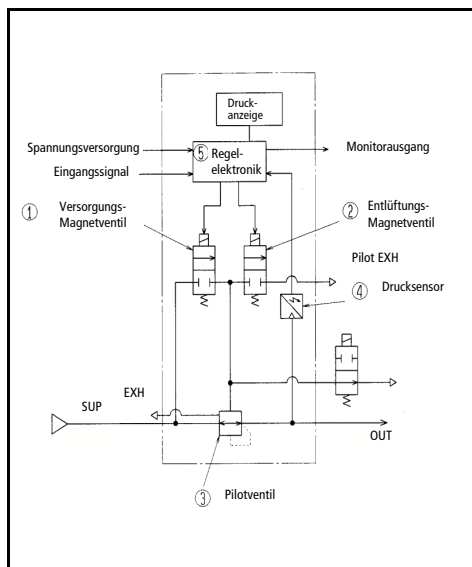 Druck-
anzeige
Spannungsversorgung
⑤ Regel-
elektronik
Monitorausgang
Eingangssignal
① Versorgungs-
Magnetventil
② Entlüftungs-
Magnetventil
Pilot EXH
④ Drucksensor
EXH
SUP
OUT
③ Pilotventil